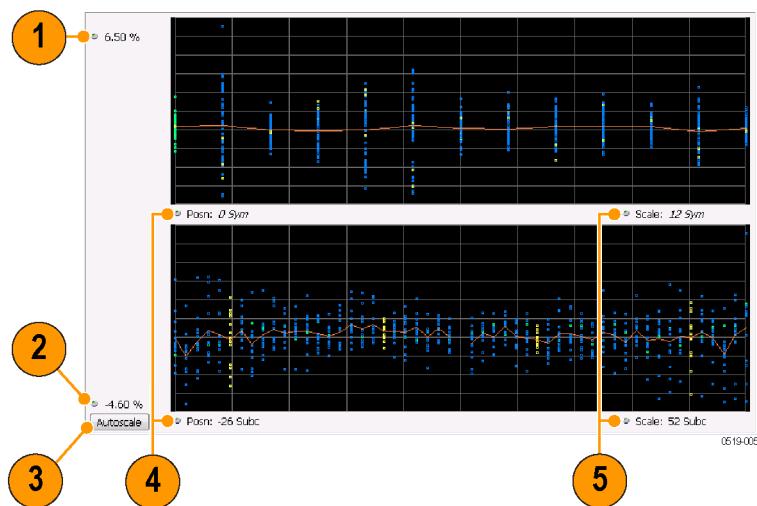 1
6.50 %
Posn: 0 Sym
Scale: 12 Sym
2
-4.60 %
Autoscale
Posn: -26 Subc
Scale: 52 Subc
0519-005
3
4
5